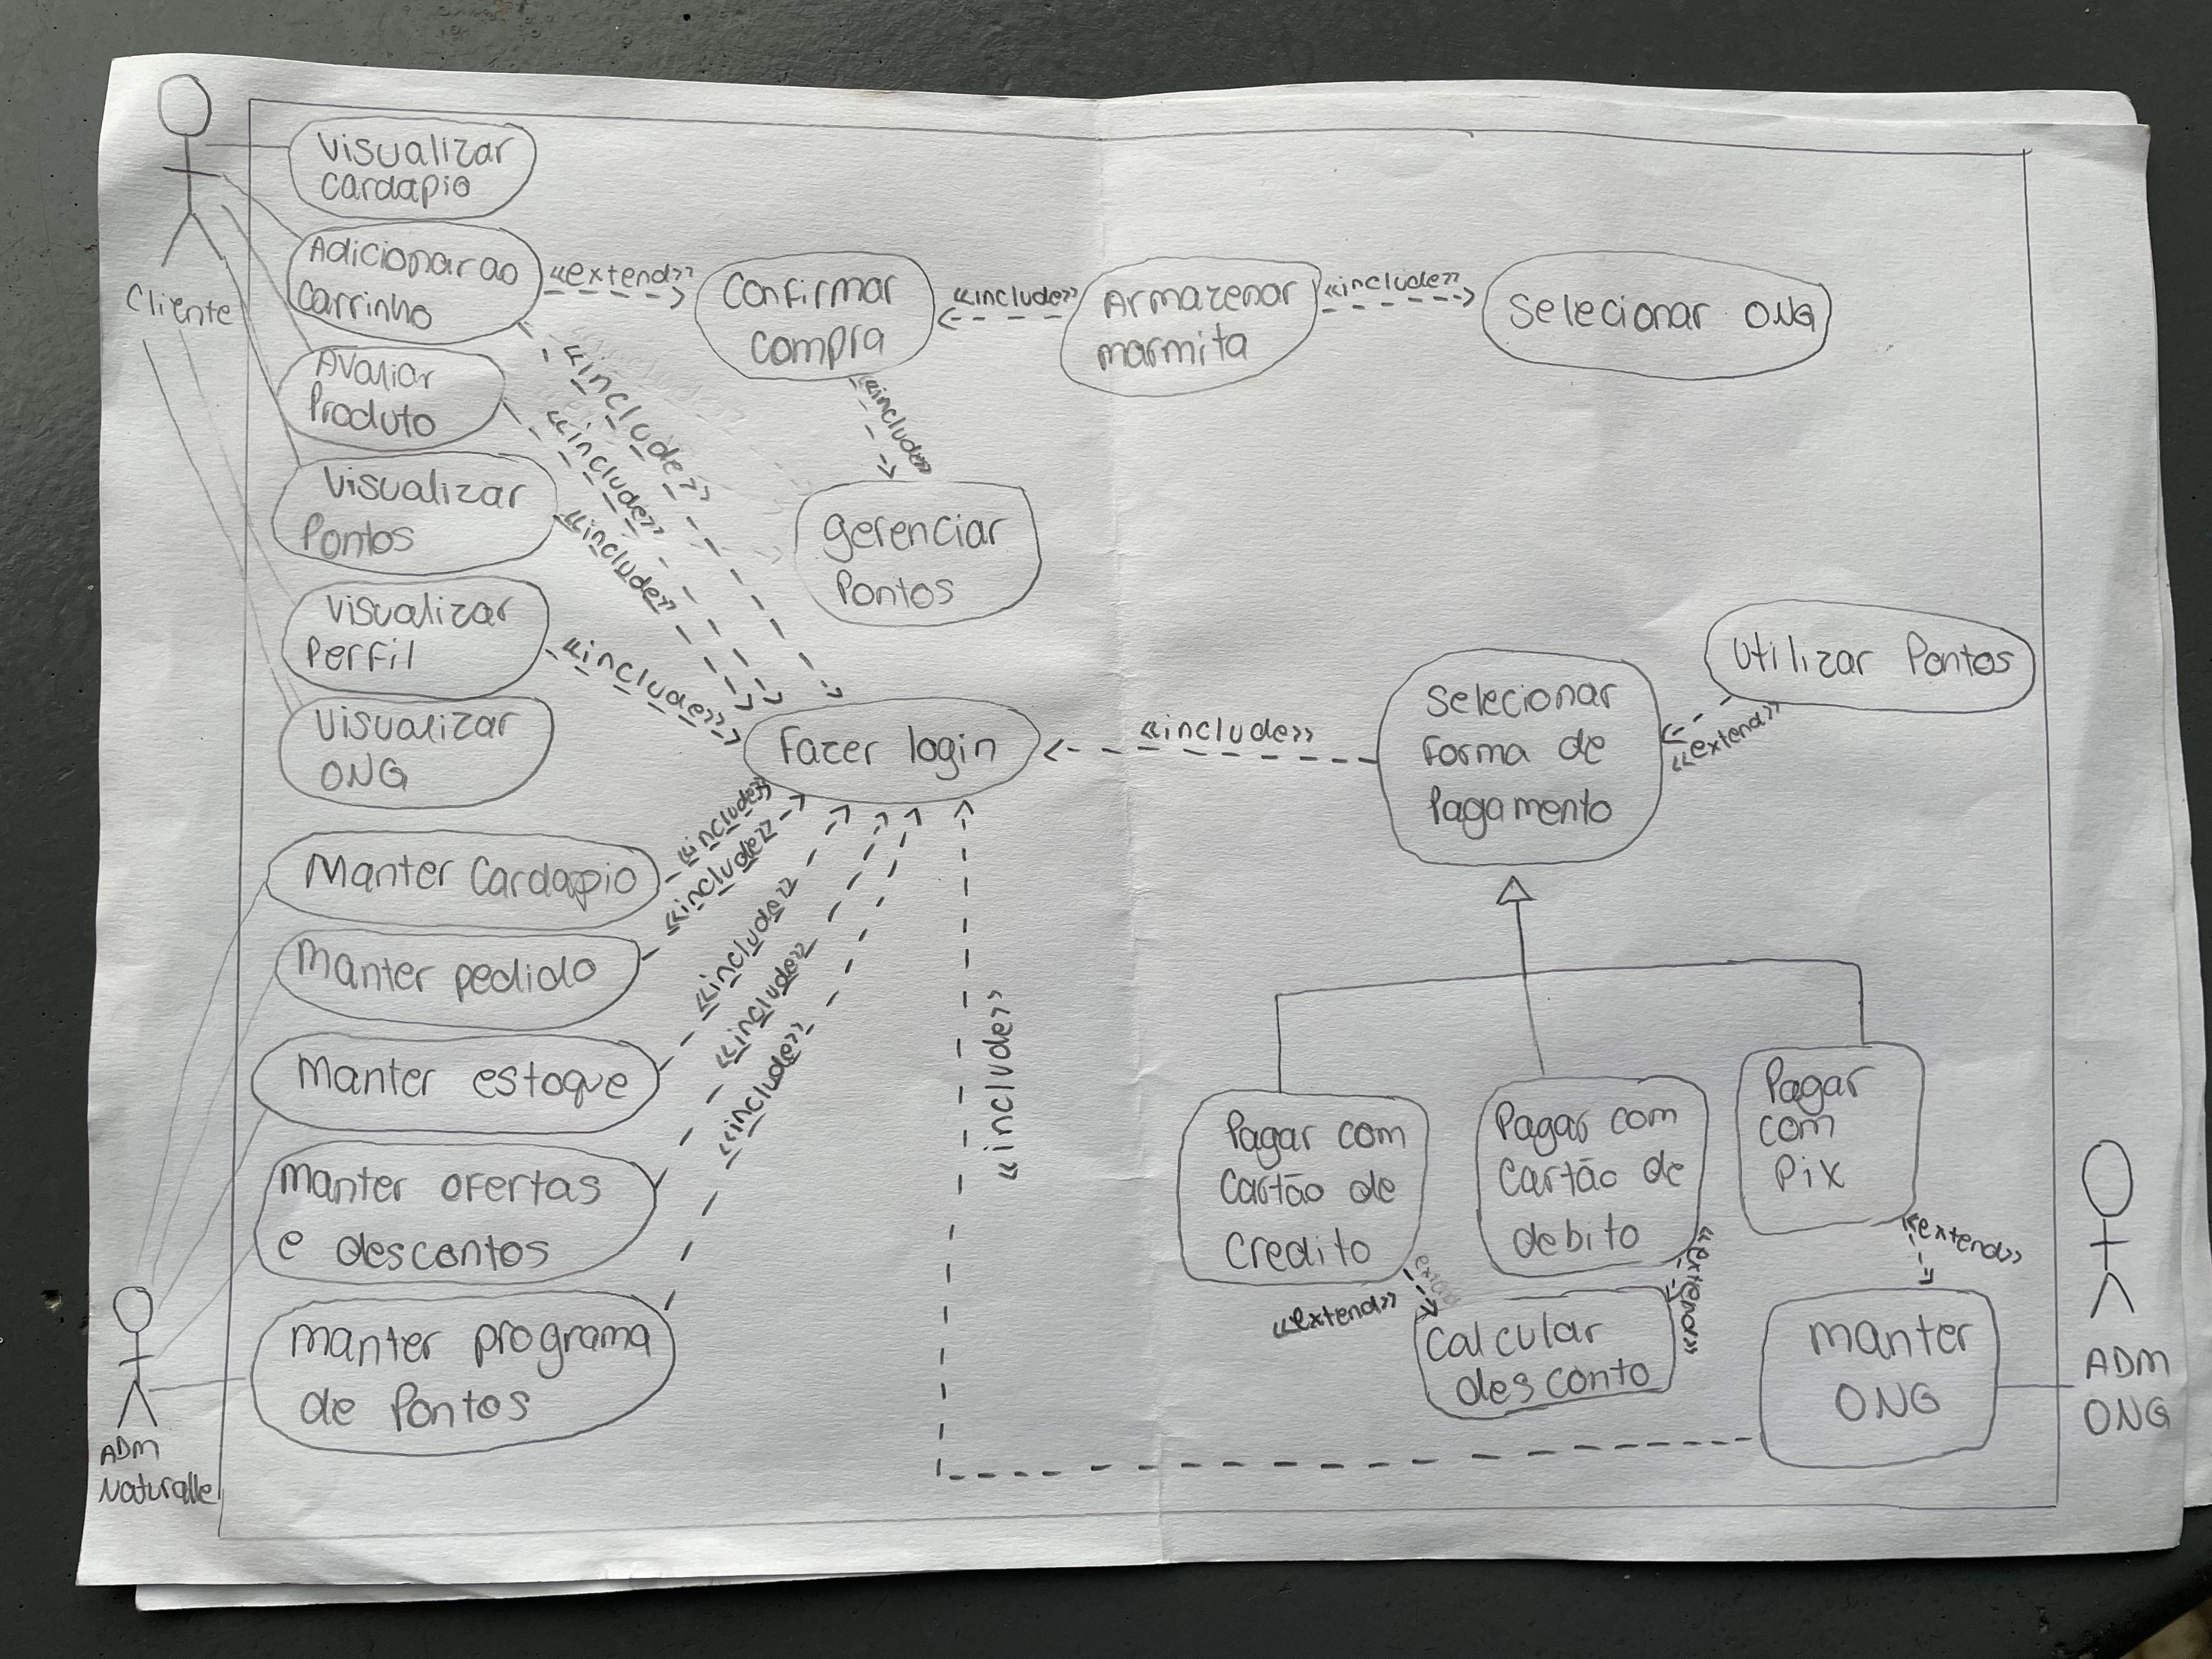 Cliente
Visualizar
Cardapio
Adicionar ao
Carrinho
«extend»
Confirmar
compra
«include»
Armazenar
marmita
«include»
Selecionar ONG
Avaliar
Produto
Visualizar
Pontos
Visualizar
Perfil
Visualizar
ONG
«include»
«include»
«include»
«include»
«include»
gerenciar
Pontos
Fazer login
«include»
Selecionar
Forma de
Pagamento
«extend»
Utilizar Pontos
Manter Cardapio
Manter pedido
Manter estoque
Manter ofertas
e descontos
manter programa
de Pontos
«include»
«include»
«include»
«include»
«include»
«include»
ADM
Naturalle
Pagar com
Cartão de
Credito
Pagar com
Cartão de
debito
Pagar
com
Pix
«extend»
Calcular
desconto
«extend»
«extend»
manter
ONG
ADM
ONG